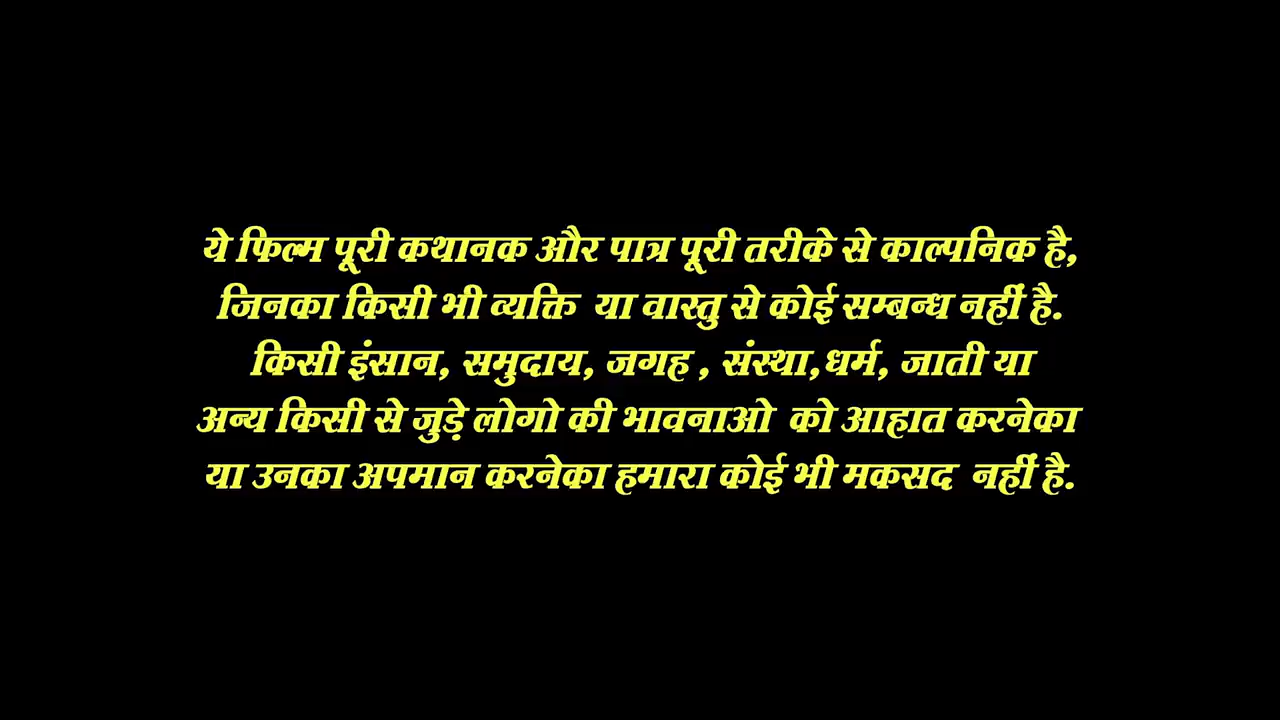 ये फिल्म पूरी कथानक और पात्र पूरी तरीके से काल्पनिक है,
जिनका किसी भी व्यक्ति या वास्तु से कोई सम्बन्ध नहीं है.
किसी इंसान, समुदाय, जगह , संस्था,धर्म, जाती या
अन्य किसी से जुड़े लोगो की भावनाओ को आहात करनेका
या उनका अपमान करनेका हमारा कोई भी मकसद नहीं है.